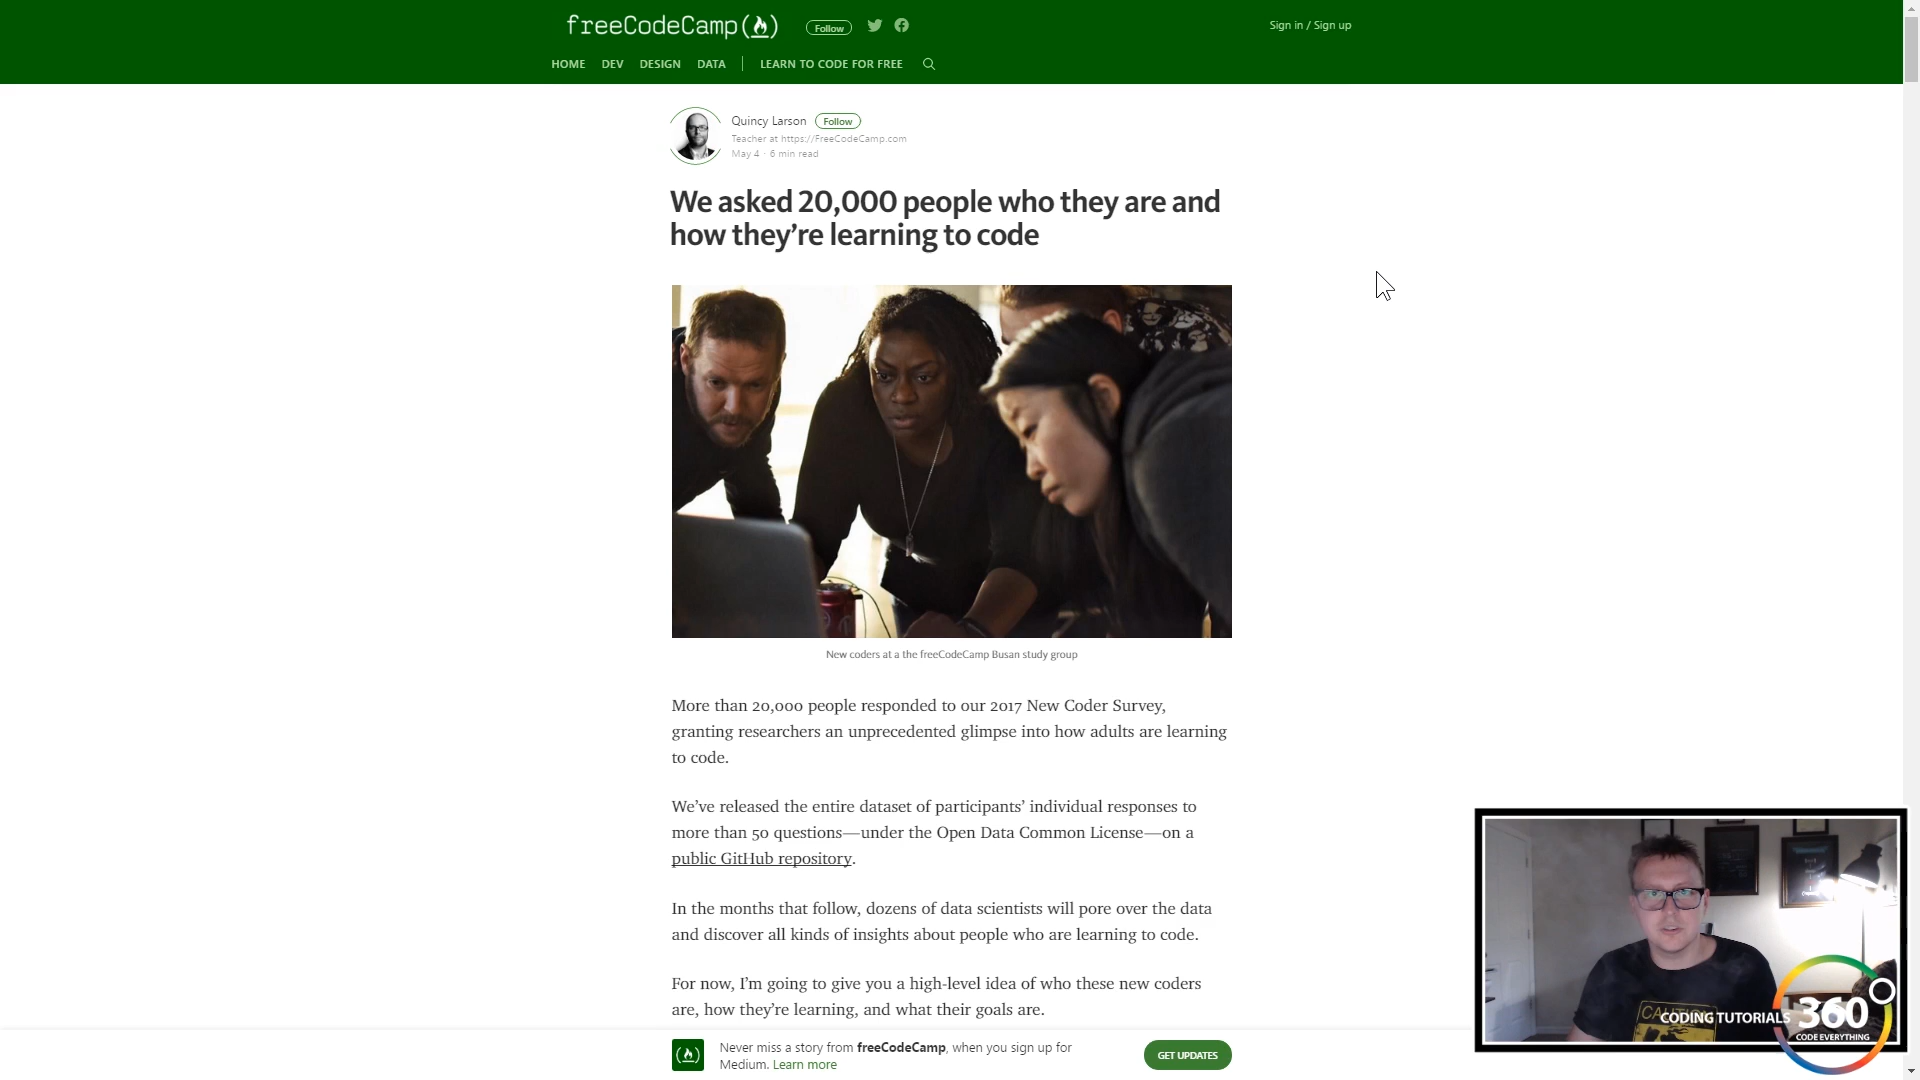 freeCodeCamp(🔥)
Follow
Sign in / Sign up
HOME DEV DESIGN DATA LEARN TO CODE FOR FREE
Quincy Larson Follow
Teacher at https://FreeCodeCamp.com
May 4 · 6 min read
We asked 20,000 people who they are and
how they’re learning to code
New coders at a the freeCodeCamp Busan study group
More than 20,000 people responded to our 2017 New Coder Survey,
granting researchers an unprecedented glimpse into how adults are learning
to code.
We’ve released the entire dataset of participants’ individual responses to
more than 50 questions—under the Open Data Common License—on a
public GitHub repository.
In the months that follow, dozens of data scientists will pore over the data
and discover all kinds of insights about people who are learning to code.
For now, I’m going to give you a high-level idea of who these new coders
are, how they’re learning, and what their goals are.
Never miss a story from freeCodeCamp, when you sign up for
Medium. Learn more
GET UPDATES
CAUTION
CODING TUTORIALS 360
CODE EVERYTHING